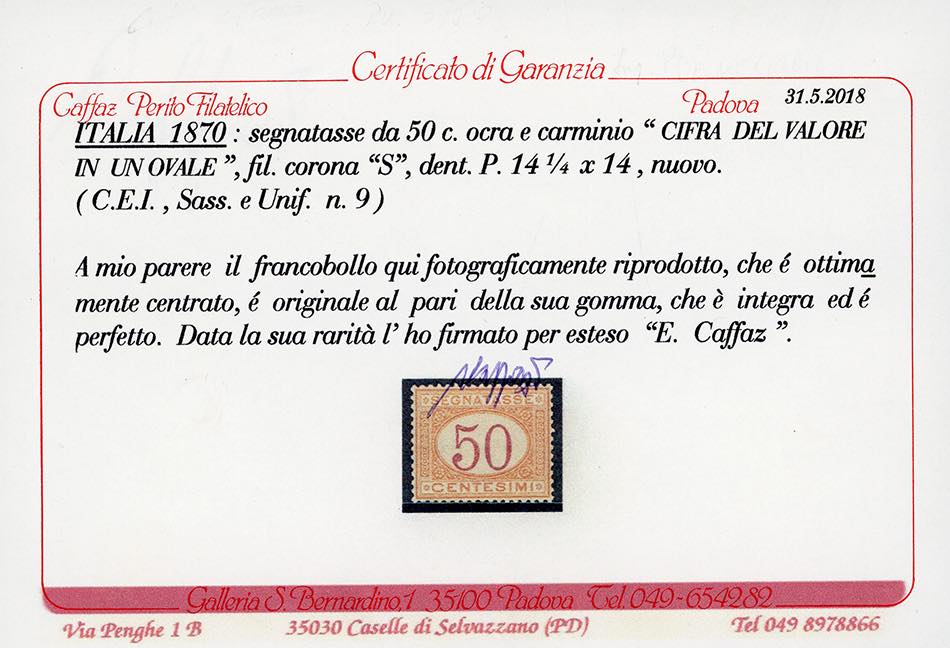 Certificato di Garanzia
Caffaz Perito Filatelico
Padova 31.5.2018
ITALIA 1870 : segnatasse da 50 c. ocra e carminio “ CIFRA DEL VALORE
IN UN OVALE ”, fil. corona “S”, dent. P. 14 ¼ x 14 , nuovo.
( C.E.I. , Sass. e Unif. n. 9 )
A mio parere il francobollo qui fotograficamente riprodotto, che é ottima
mente centrato, é originale al pari della sua gomma, che è integra ed é
perfetto. Data la sua rarità l’ ho firmato per esteso “E. Caffaz ”.
SEGNATASSE
50
CENTESIMI
Galleria S. Bernardino,1 35100 Padova Tel. 049-654282
Via Penghe 1 B 35030 Caselle di Selvazzano (PD) Tel 049 8978866